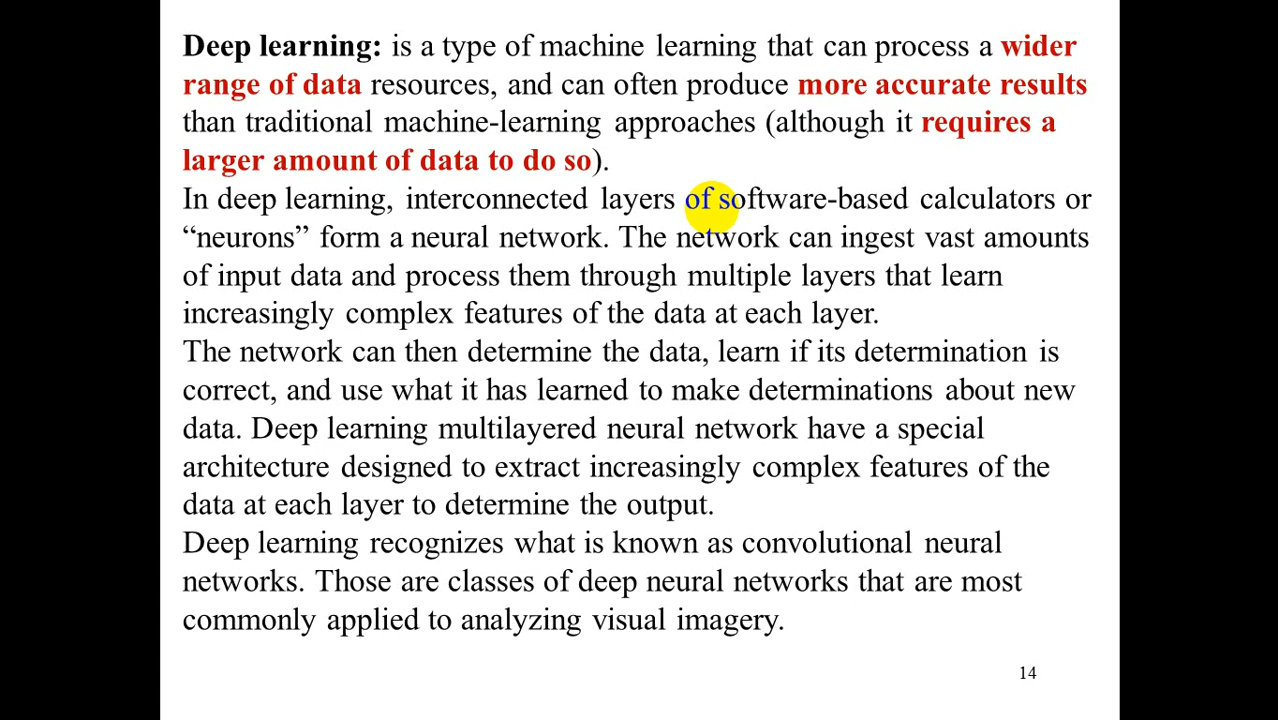 Deep learning: is a type of machine learning that can process a wider
range of data resources, and can often produce more accurate results
than traditional machine-learning approaches (although it requires a
larger amount of data to do so).
In deep learning, interconnected layers of software-based calculators or
“neurons” form a neural network. The network can ingest vast amounts
of input data and process them through multiple layers that learn
increasingly complex features of the data at each layer.
The network can then determine the data, learn if its determination is
correct, and use what it has learned to make determinations about new
data. Deep learning multilayered neural network have a special
architecture designed to extract increasingly complex features of the
data at each layer to determine the output.
Deep learning recognizes what is known as convolutional neural
networks. Those are classes of deep neural networks that are most
commonly applied to analyzing visual imagery.
14